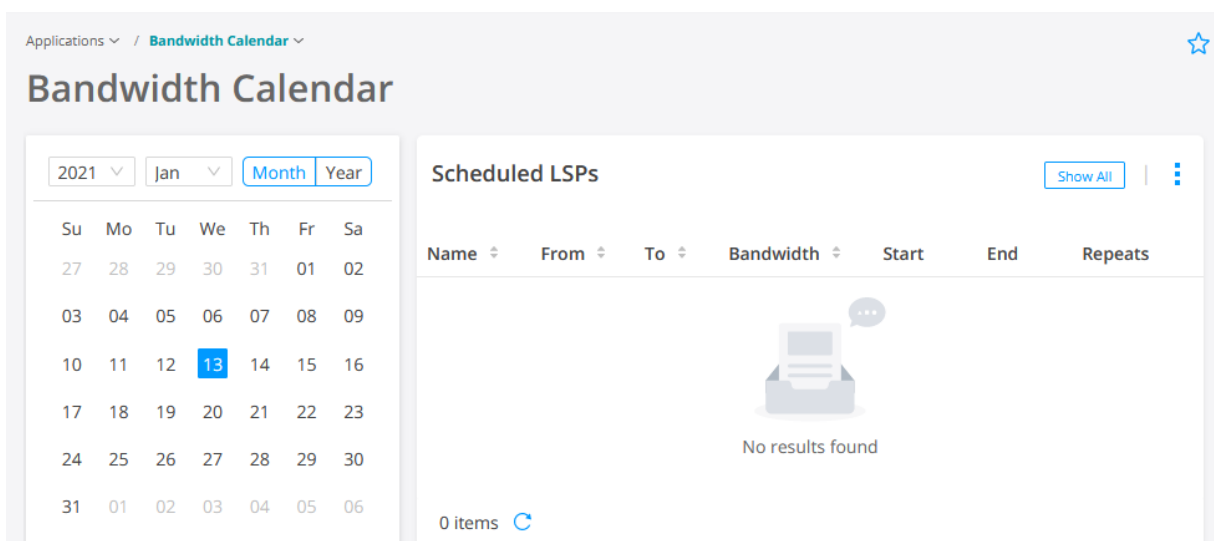 Applications / Bandwidth Calendar
Bandwidth Calendar
2021 Jan Month Year
Su Mo Tu We Th Fr Sa
27 28 29 30 31 01 02
03 04 05 06 07 08 09
10 11 12 13 14 15 16
17 18 19 20 21 22 23
24 25 26 27 28 29 30
31 01 02 03 04 05 06
Scheduled LSPs Show All
Name From To Bandwidth Start End Repeats
No results found
0 items